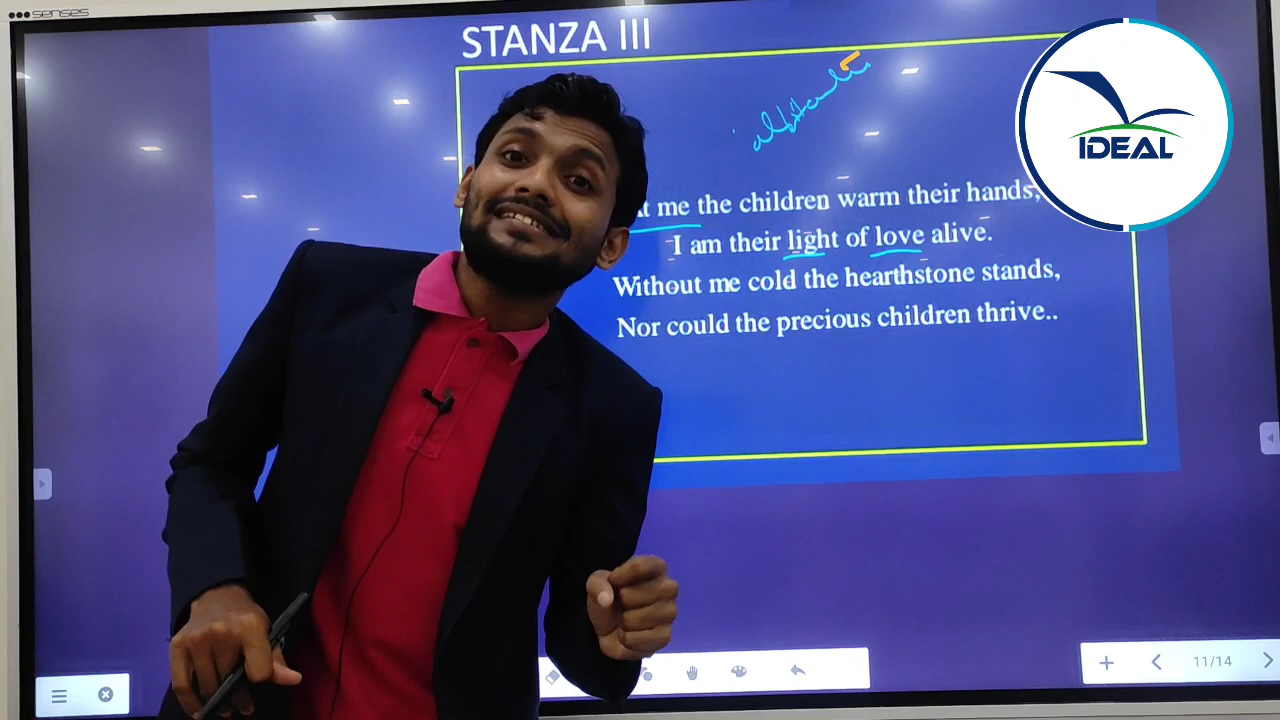 senses
STANZA III
IDEAL
t me the children warm their hands,
I am their light of love alive.
Without me cold the hearthstone stands,
Nor could the precious children thrive..
11/14